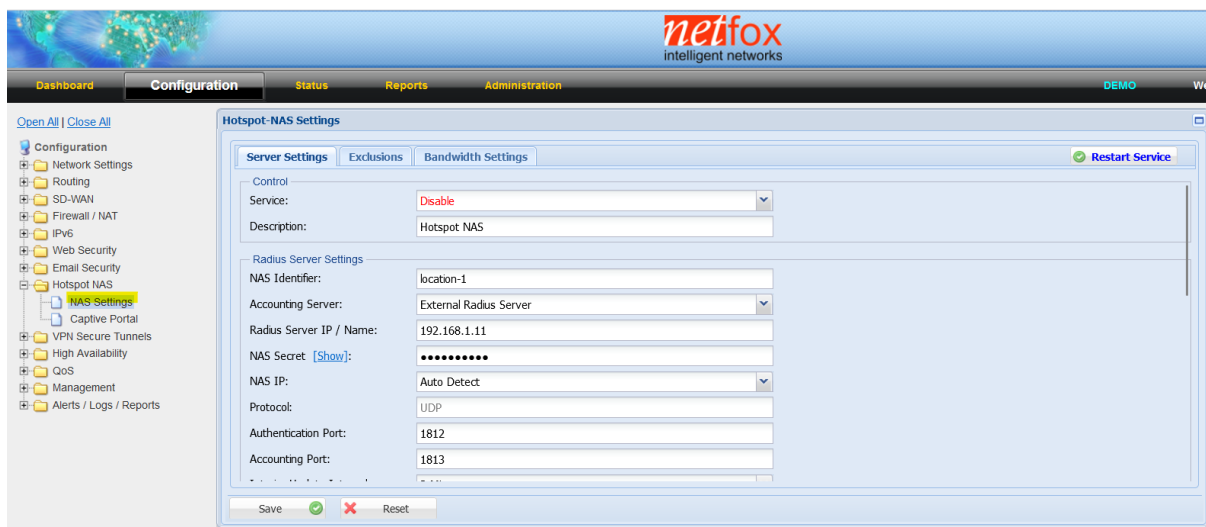 netfox
intelligent networks
Dashboard Configuration Status Reports Administration DEMO
Open All | Close All
Configuration
Network Settings
Routing
SD-WAN
Firewall / NAT
IPv6
Web Security
Email Security
Hotspot NAS
NAS Settings
Captive Portal
VPN Secure Tunnels
High Availability
QoS
Management
Alerts / Logs / Reports
Hotspot-NAS Settings
Server Settings Exclusions Bandwidth Settings Restart Service
Control
Service: Disable
Description: Hotspot NAS
Radius Server Settings
NAS Identifier: location-1
Accounting Server: External Radius Server
Radius Server IP / Name: 192.168.1.11
NAS Secret [Show]: ●●●●●●●●●●
NAS IP: Auto Detect
Protocol: UDP
Authentication Port: 1812
Accounting Port: 1813
Save Reset